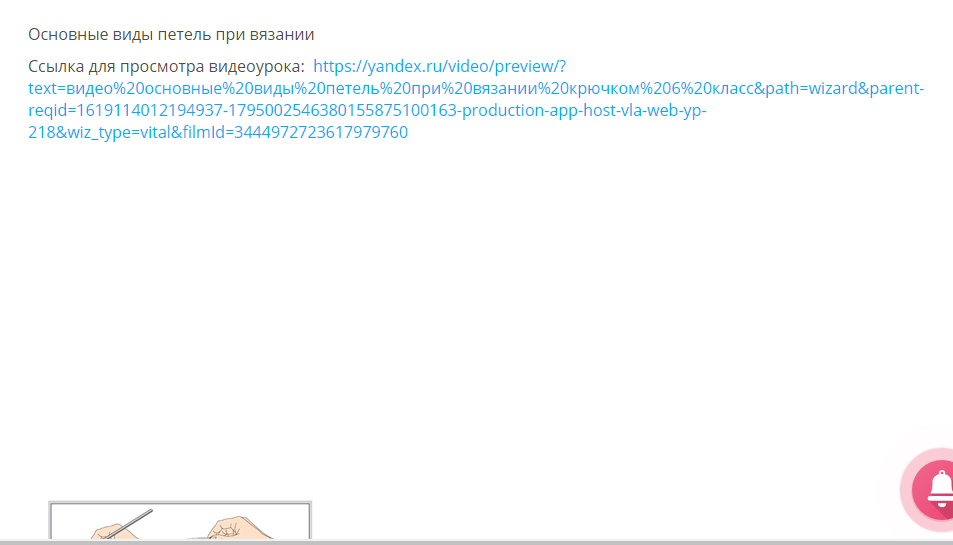 Основные виды петель при вязании
Ссылка для просмотра видеоурока: https://yandex.ru/video/preview/?
text=видео%20основные%20виды%20петель%20при%20вязании%20крючком%206%20класс&path=wizard&parent-
reqid=1619114012194937-1795002546380155875100163-production-app-host-vla-web-yp-
218&wiz_type=vital&filmId=3444972723617979760